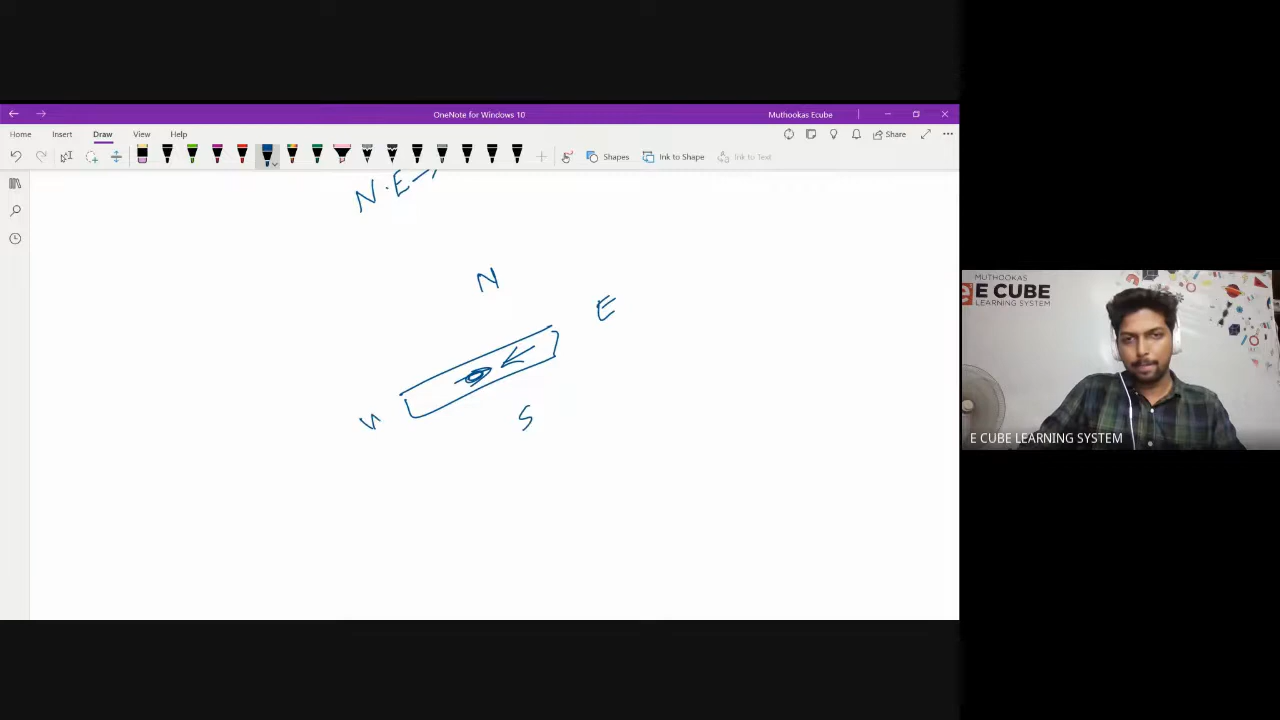 OneNote for Windows 10
Muthookas Ecube
Home Insert Draw View Help
Share
Shapes Ink to Shape Ink to Text
N.E→
N
E
S
MUTHOOKAS
E CUBE
LEARNING SYSTEM
E CUBE LEARNING SYSTEM